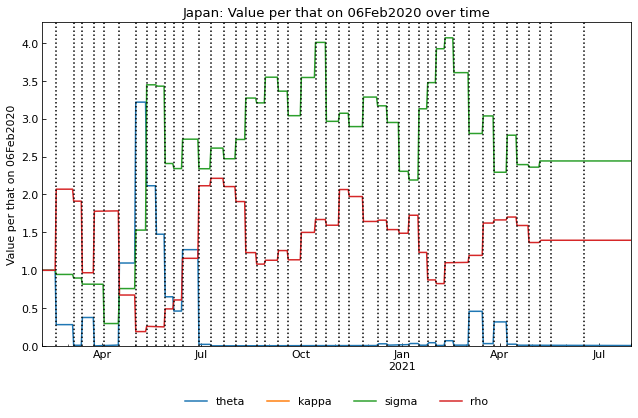 Japan: Value per that on 06Feb2020 over time
Value per that on 06Feb2020
4.0
3.5
3.0
2.5
2.0
1.5
1.0
0.5
0.0
Apr Jul Oct Jan Apr Jul
2021
theta kappa sigma rho